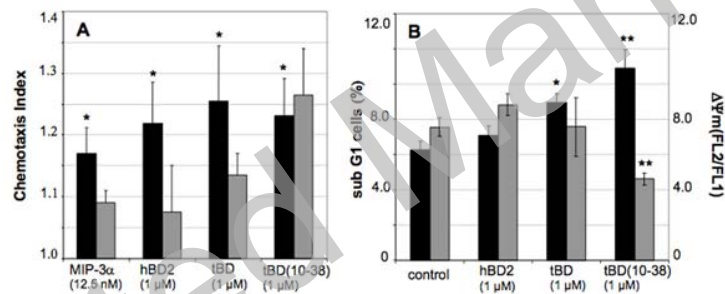 A
Chemotaxis Index
1.4
1.3
1.2
1.1
1.0
*
*
*
*
MIP-3α
(12.5 nM)
hBD2
(1 µM)
tBD
(1 µM)
tBD(10-38)
(1 µM)
B
sub G1 cells (%)
12.0
8.0
4.0
0
*
**
**
control
hBD2
(1 µM)
tBD
(1 µM)
tBD(10-38)
(1 µM)
12.0
8.0
4.0
0
ΔΨm(FL2/FL1)